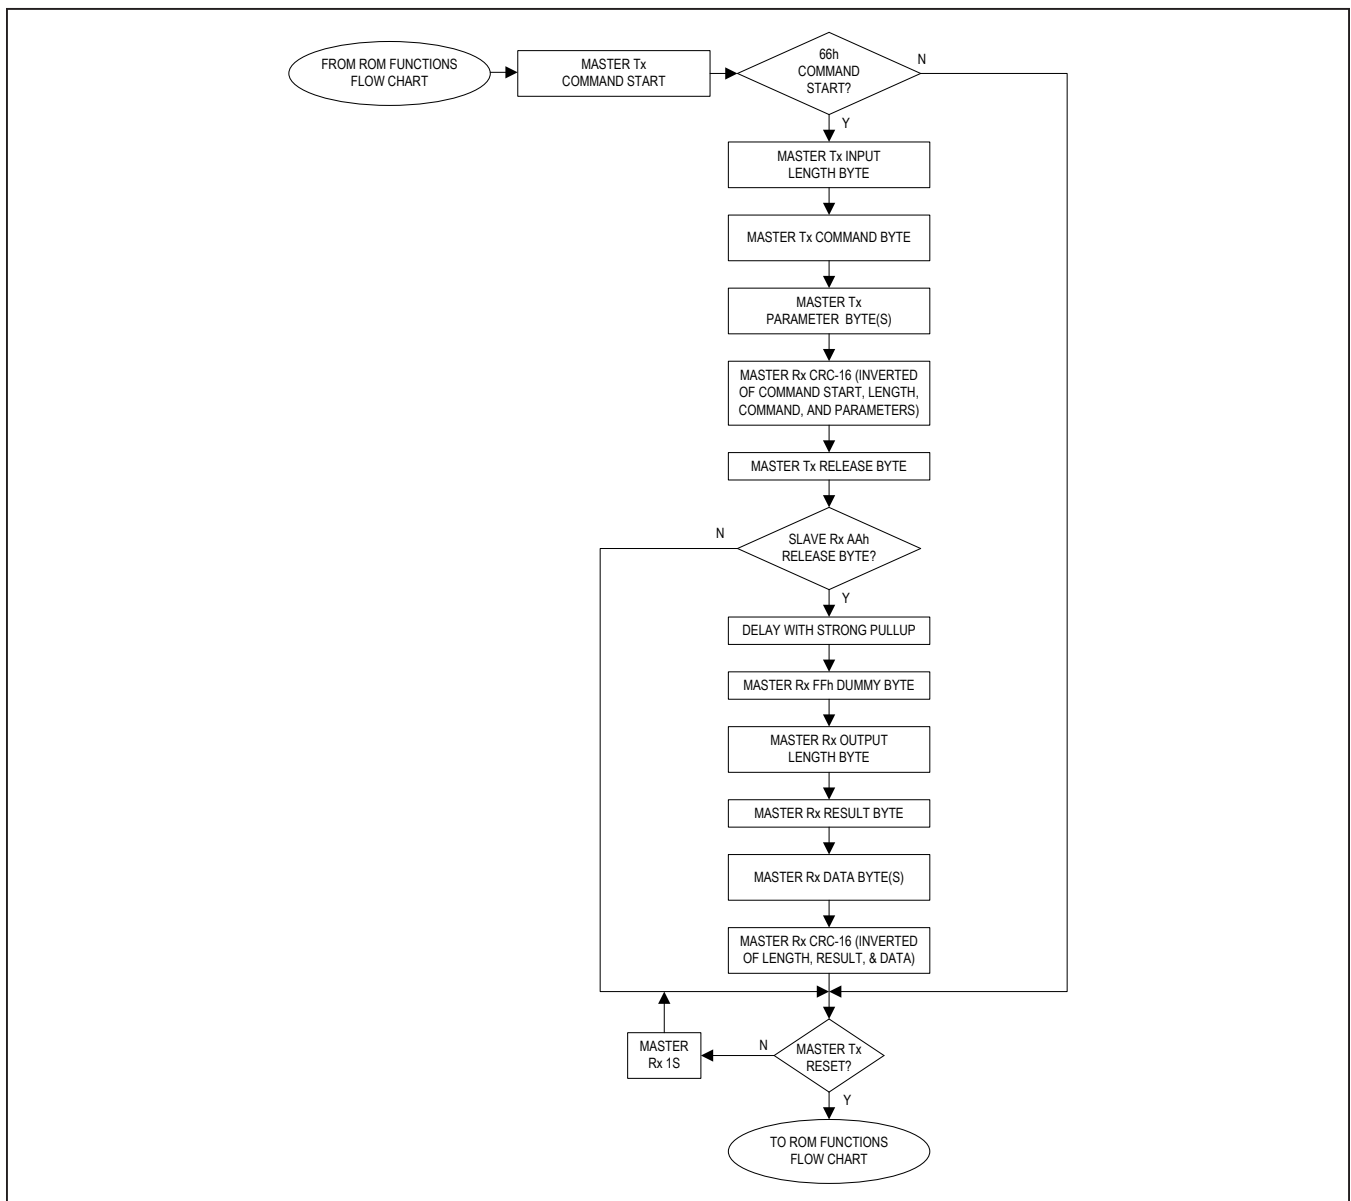 FROM ROM FUNCTIONS
FLOW CHART
MASTER Tx
COMMAND START
66h
COMMAND
START?
N
Y
MASTER Tx INPUT
LENGTH BYTE
MASTER Tx COMMAND BYTE
MASTER Tx
PARAMETER BYTE(S)
MASTER Rx CRC-16 (INVERTED
OF COMMAND START, LENGTH,
COMMAND, AND PARAMETERS)
MASTER Tx RELEASE BYTE
N
SLAVE Rx AAh
RELEASE BYTE?
Y
DELAY WITH STRONG PULLUP
MASTER Rx FFh DUMMY BYTE
MASTER Rx OUTPUT
LENGTH BYTE
MASTER Rx RESULT BYTE
MASTER Rx DATA BYTE(S)
MASTER Rx CRC-16 (INVERTED
OF LENGTH, RESULT, & DATA)
MASTER
Rx 1S
N
MASTER Tx
RESET?
Y
TO ROM FUNCTIONS
FLOW CHART